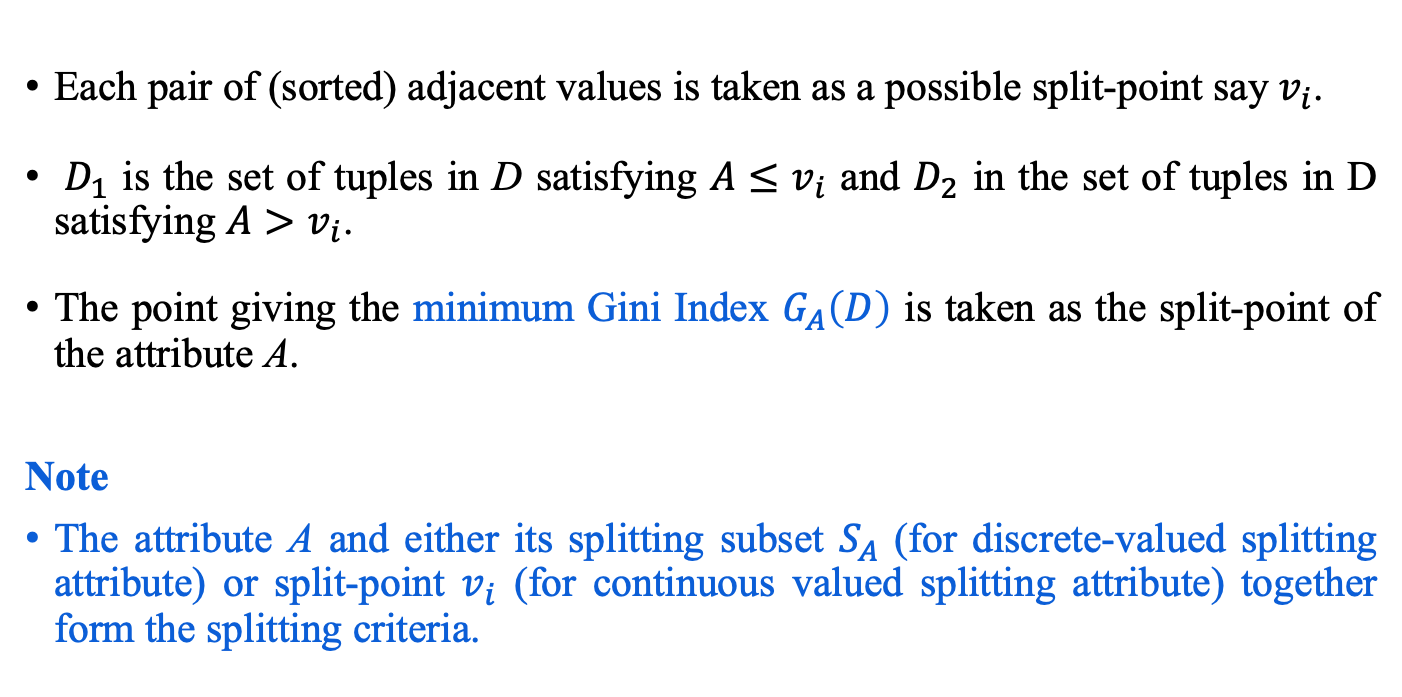 • Each pair of (sorted) adjacent values is taken as a possible split-point say 𝑣ᵢ.
• D₁ is the set of tuples in D satisfying A ≤ 𝑣ᵢ and D₂ in the set of tuples in D
satisfying A > 𝑣ᵢ.
• The point giving the minimum Gini Index G_A(D) is taken as the split-point of
the attribute A.
Note
• The attribute A and either its splitting subset S_A (for discrete-valued splitting
attribute) or split-point 𝑣ᵢ (for continuous valued splitting attribute) together
form the splitting criteria.